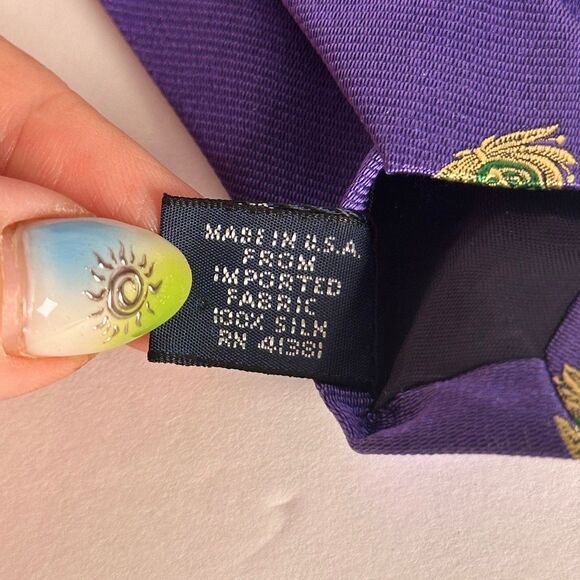 MADE IN U.S.A.
FROM
IMPORTED
FABRIC
100% SILK
RN 41381